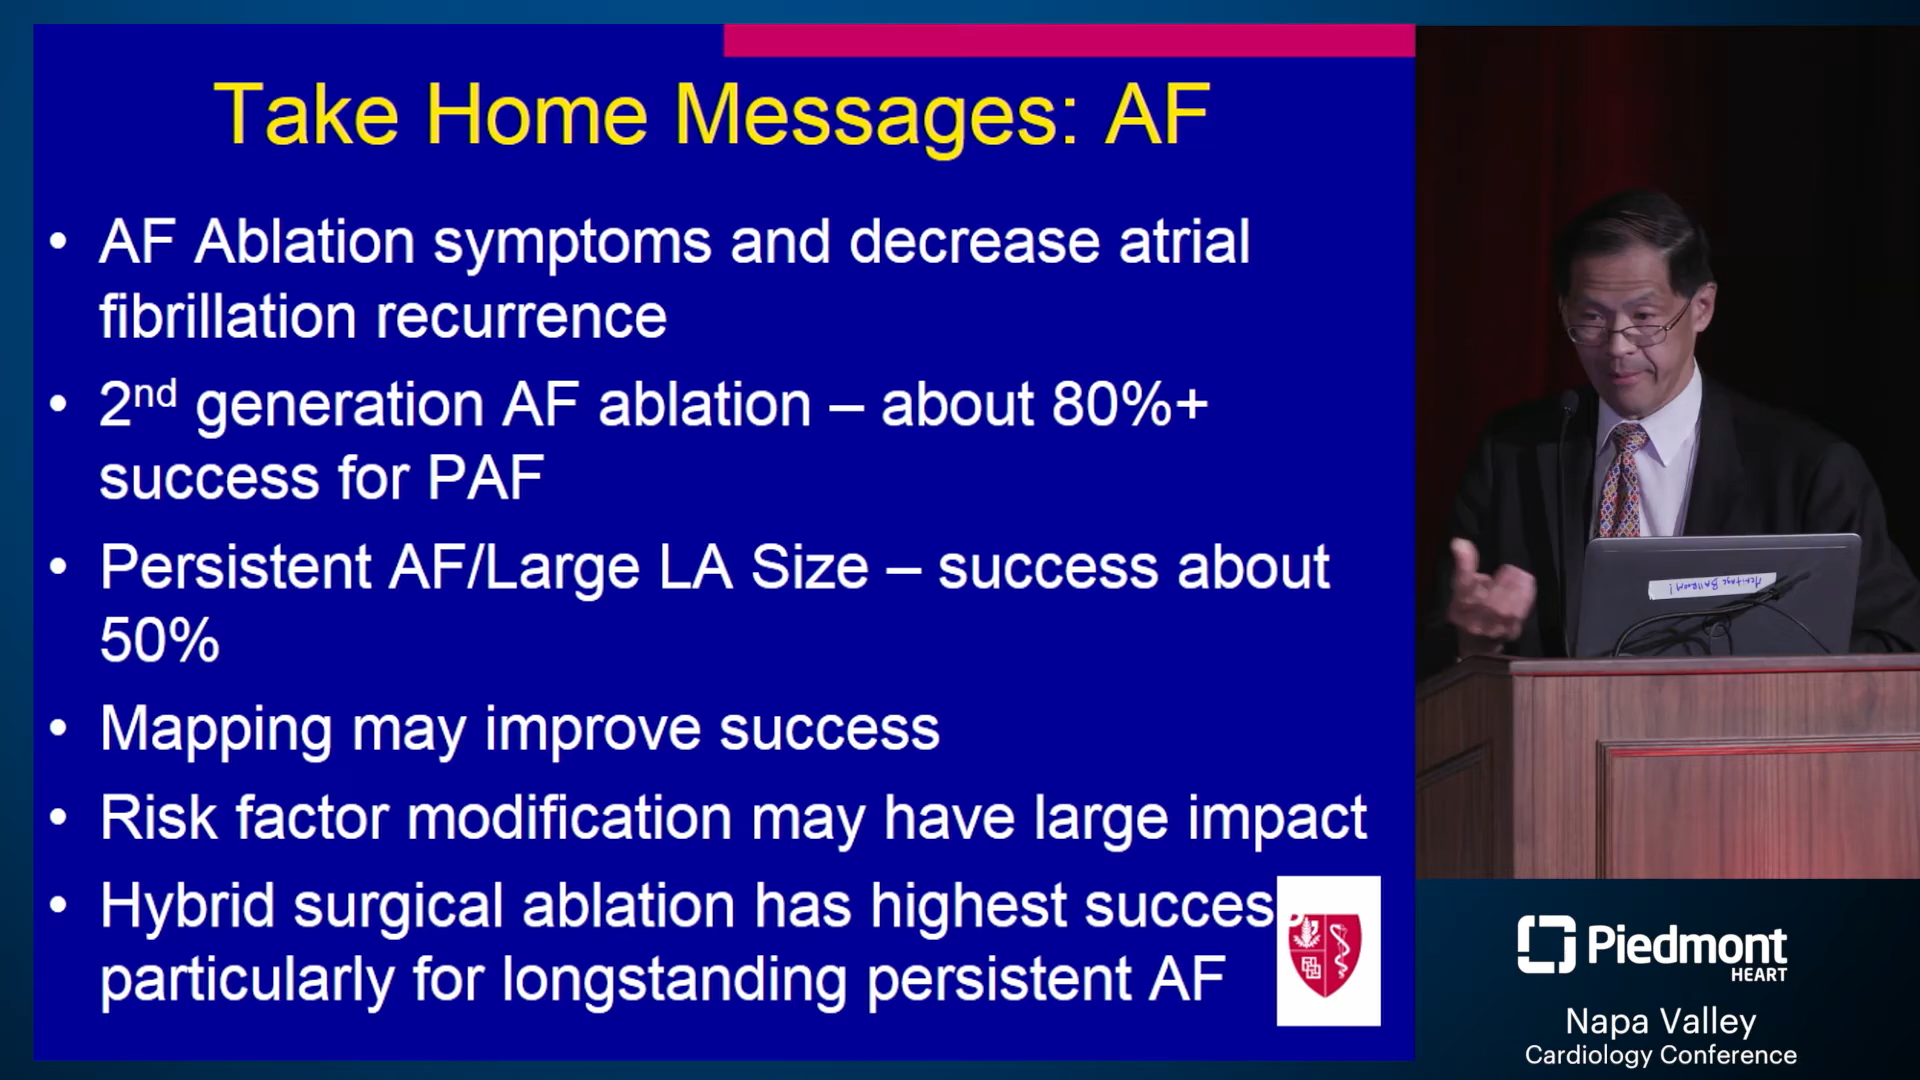 Take Home Messages: AF
• AF Ablation symptoms and decrease atrial
fibrillation recurrence
• 2nd generation AF ablation – about 80%+
success for PAF
• Persistent AF/Large LA Size – success about
50%
• Mapping may improve success
• Risk factor modification may have large impact
• Hybrid surgical ablation has highest succes
particularly for longstanding persistent AF
Meritage Ballroom!
Piedmont
HEART
Napa Valley
Cardiology Conference